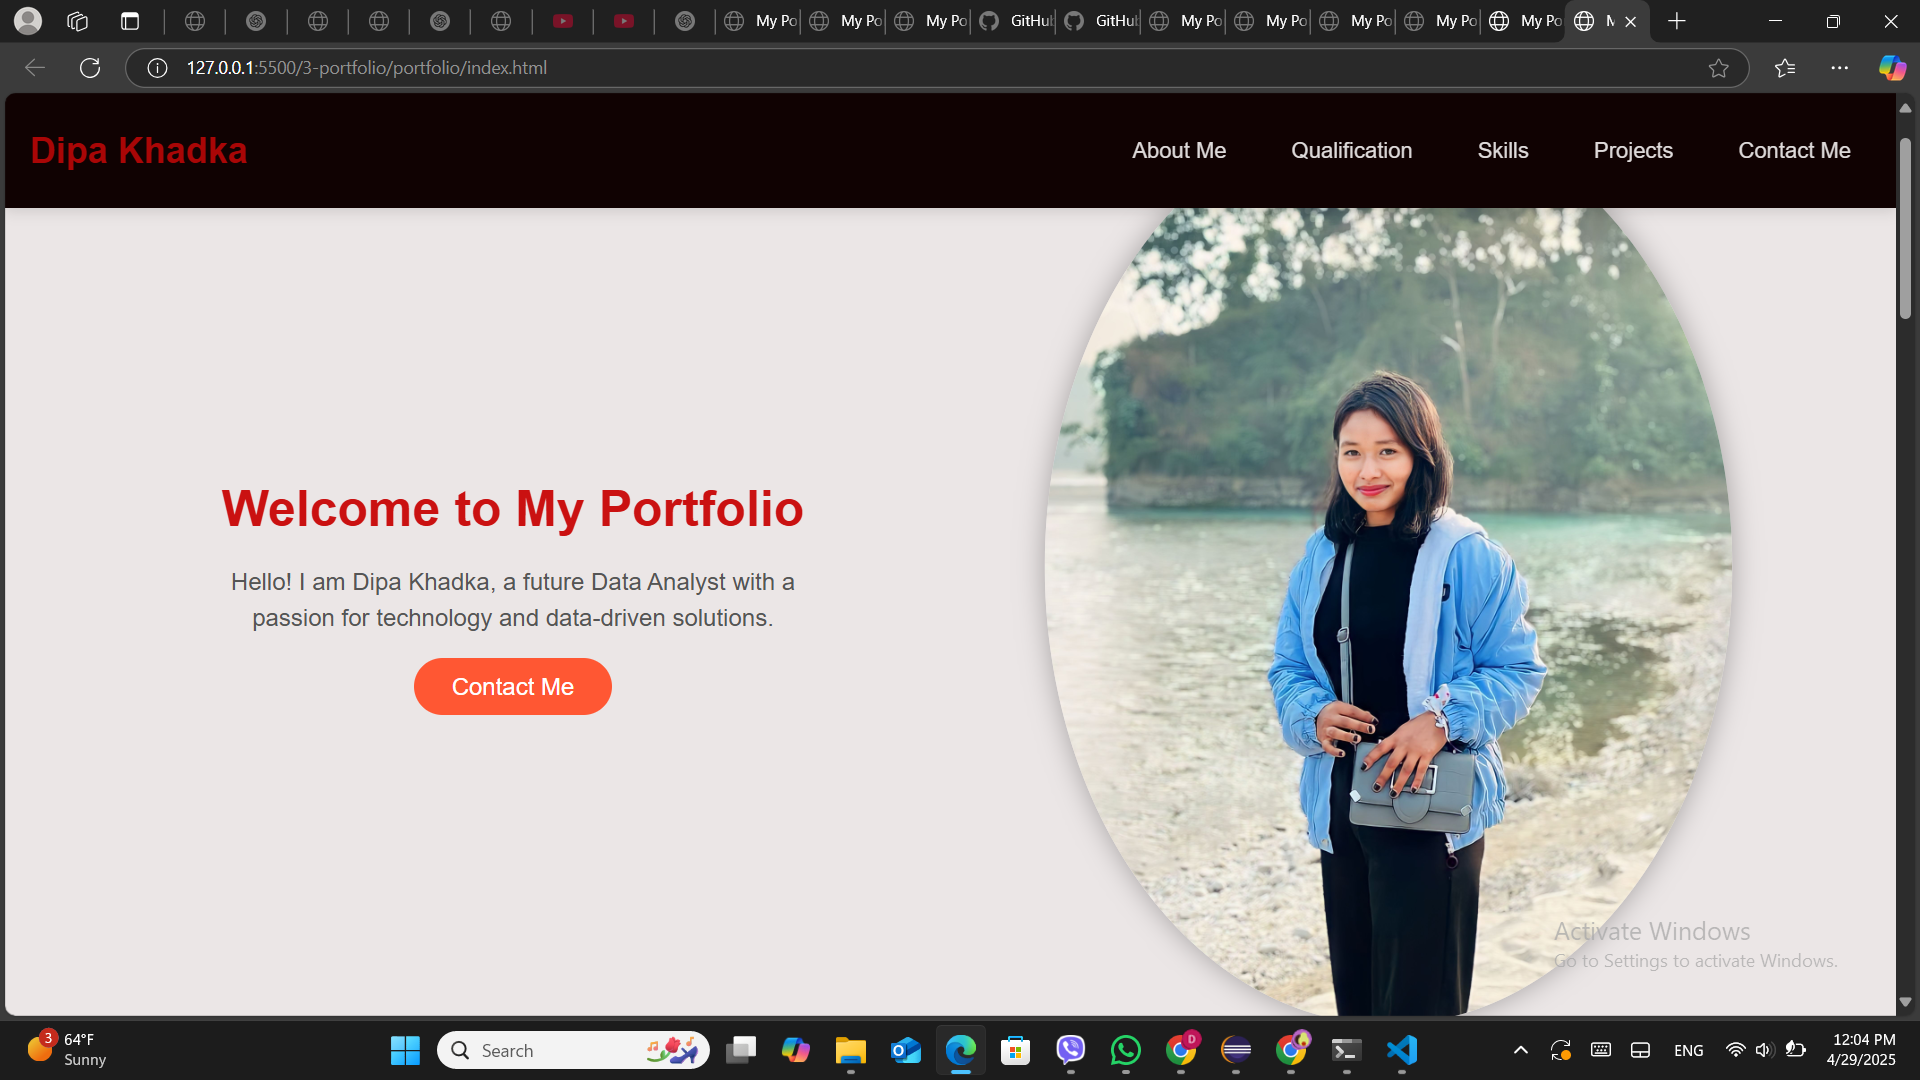 My Po
My Po
My Po
GitHub
GitHub
My Po
My Po
My Po
My Po
My Po
M
127.0.0.1:5500/3-portfolio/portfolio/index.html
Dipa Khadka
About Me
Qualification
Skills
Projects
Contact Me
Welcome to My Portfolio
Hello! I am Dipa Khadka, a future Data Analyst with a
passion for technology and data-driven solutions.
Contact Me
Activate Windows
Go to Settings to activate Windows.
3
64°F
Sunny
Search
D
ENG
12:04 PM
4/29/2025